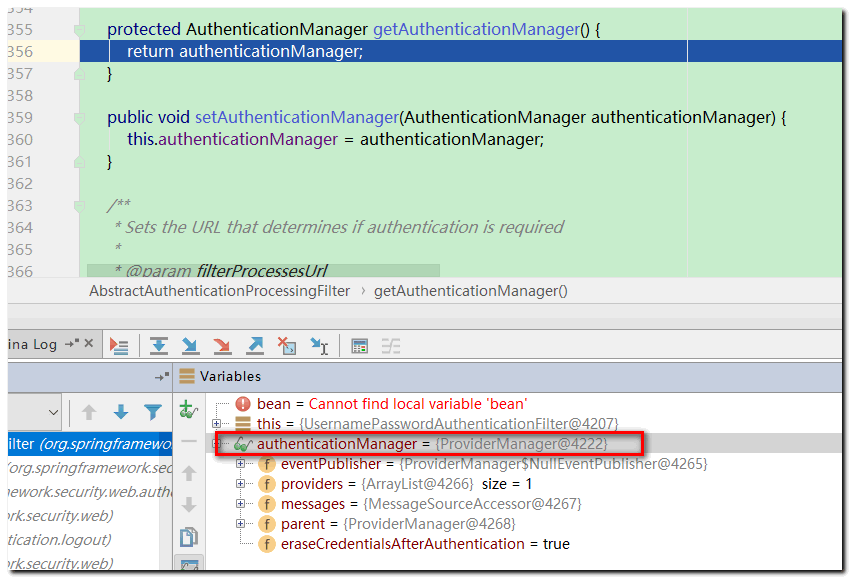 354
355 protected AuthenticationManager getAuthenticationManager() {
356 return authenticationManager;
357 }
358
359 public void setAuthenticationManager(AuthenticationManager authenticationManager) {
360 this.authenticationManager = authenticationManager;
361 }
362
363 /**
364 * Sets the URL that determines if authentication is required
365 *
366 * @param filterProcessesUrl
AbstractAuthenticationProcessingFilter › getAuthenticationManager()
ina Log
Variables
bean = Cannot find local variable 'bean'
this = {UsernamePasswordAuthenticationFilter@4207}
authenticationManager = {ProviderManager@4222}
eventPublisher = {ProviderManager$NullEventPublisher@4265}
providers = {ArrayList@4266} size = 1
messages = {MessageSourceAccessor@4267}
parent = {ProviderManager@4268}
eraseCredentialsAfterAuthentication = true
ilter (org.springframewo
(org.springframework.sec
mework.security.web.auth
ork.security.web)
tication.logout)
ork.security.web)